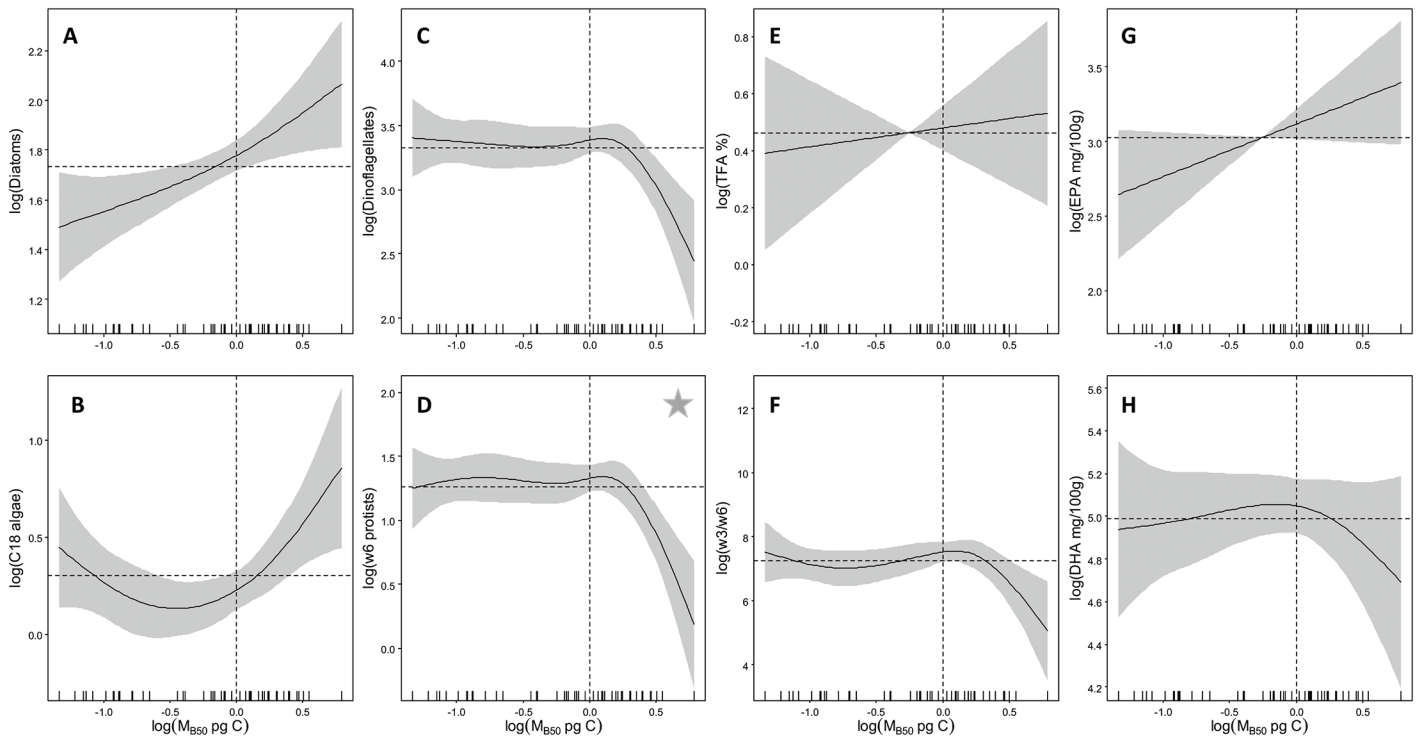 A
log(Diatoms)
2.2
2.0
1.8
1.6
1.4
1.2
-1.0 -0.5 0.0 0.5
C
log(Dinoflagellates)
4.0
3.5
3.0
2.5
2.0
-1.0 -0.5 0.0 0.5
E
log(TFA %)
0.8
0.6
0.4
0.2
0.0
-0.2
-1.0 -0.5 0.0 0.5
G
log(EPA mg/100g)
3.5
3.0
2.5
2.0
-1.0 -0.5 0.0 0.5
B
log(C18 algae)
1.0
0.5
0.0
-1.0 -0.5 0.0 0.5
log(M_B50 pg C)
D
log(w6 protists)
2.0
1.5
1.0
0.5
0.0
-1.0 -0.5 0.0 0.5
log(M_B50 pg C)
F
log(w3/w6)
12
10
8
6
4
-1.0 -0.5 0.0 0.5
log(M_B50 pg C)
H
log(DHA mg/100g)
5.6
5.4
5.2
5.0
4.8
4.6
4.4
4.2
-1.0 -0.5 0.0 0.5
log(M_B50 pg C)